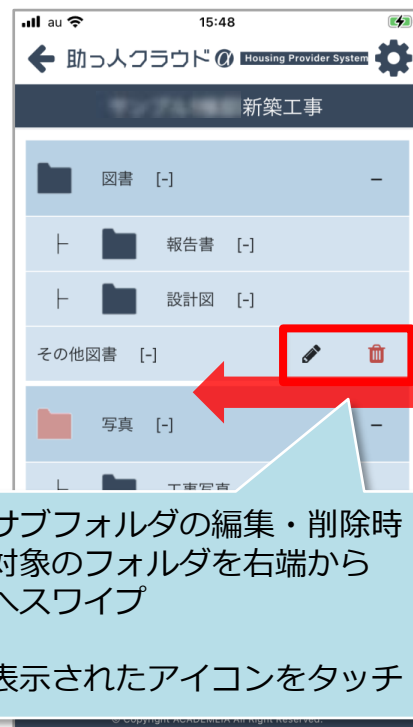 au 15:48
助っ人クラウドα Housing Provider System
新築工事
図書 [-] −
├ 報告書 [-]
├ 設計図 [-]
その他図書 [-]
写真 [-] −
工事写真
サブフォルダの編集・削除時
対象のフォルダを右端から
へスワイプ
表示されたアイコンをタッチ
© Copyright ACADEMEIA All Right Reserved.